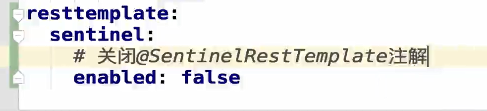 resttemplate:
sentinel:
# 关闭@SentinelRestTemplate注解
enabled: false